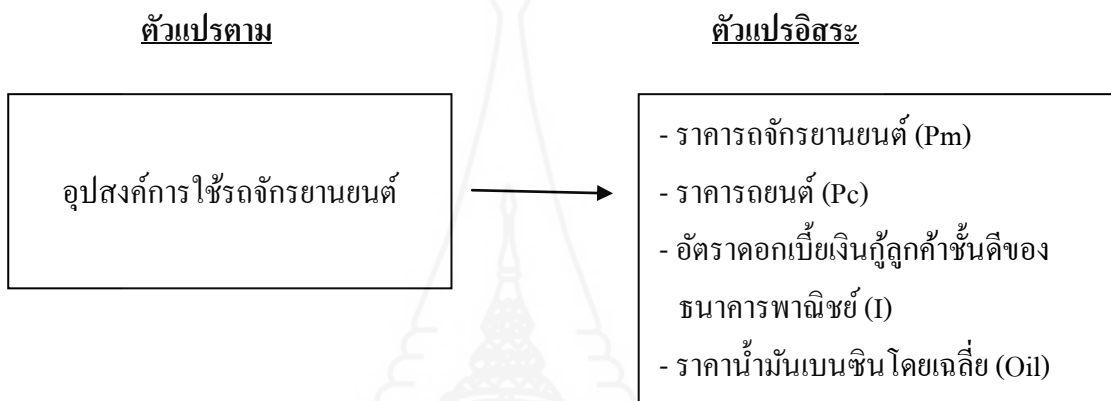 ตัวแปรตาม
อุปสงค์การใช้รถจักรยานยนต์
ตัวแปรอิสระ
- ราคารถจักรยานยนต์ (Pm)
- ราคารถยนต์ (Pc)
- อัตราดอกเบี้ยเงินกู้ลูกค้าชั้นดีของ
ธนาคารพาณิชย์ (I)
- ราคาน้ำมันเบนซินโดยเฉลี่ย (Oil)